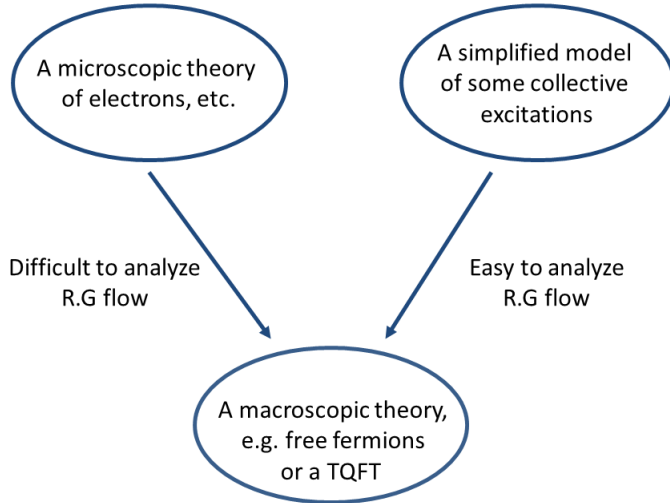 A microscopic theory
of electrons, etc.
A simplified model
of some collective
excitations
Difficult to analyze
R.G flow
Easy to analyze
R.G flow
A macroscopic theory,
e.g. free fermions
or a TQFT